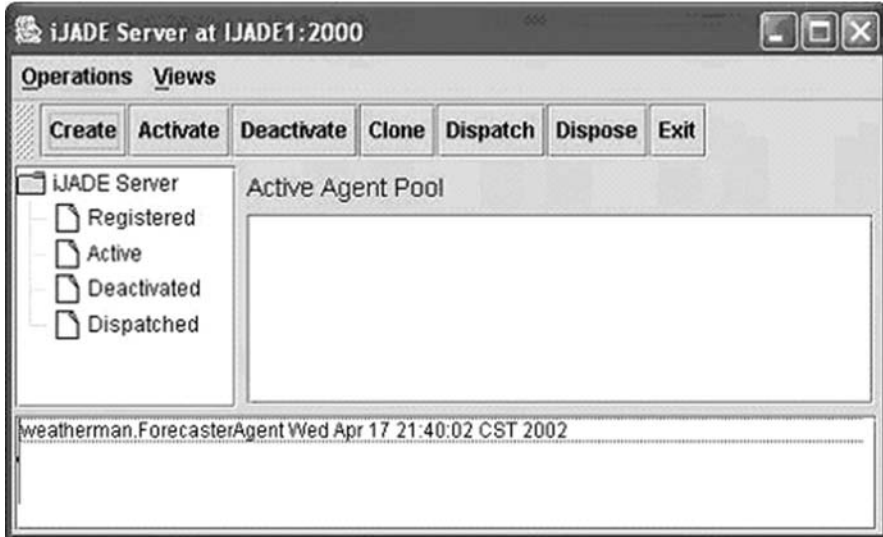 iJADE Server at IJADE1:2000
Operations Views
Create Activate Deactivate Clone Dispatch Dispose Exit
iJADE Server
Registered
Active
Deactivated
Dispatched
Active Agent Pool
weatherman.ForecasterAgent Wed Apr 17 21:40:02 CST 2002